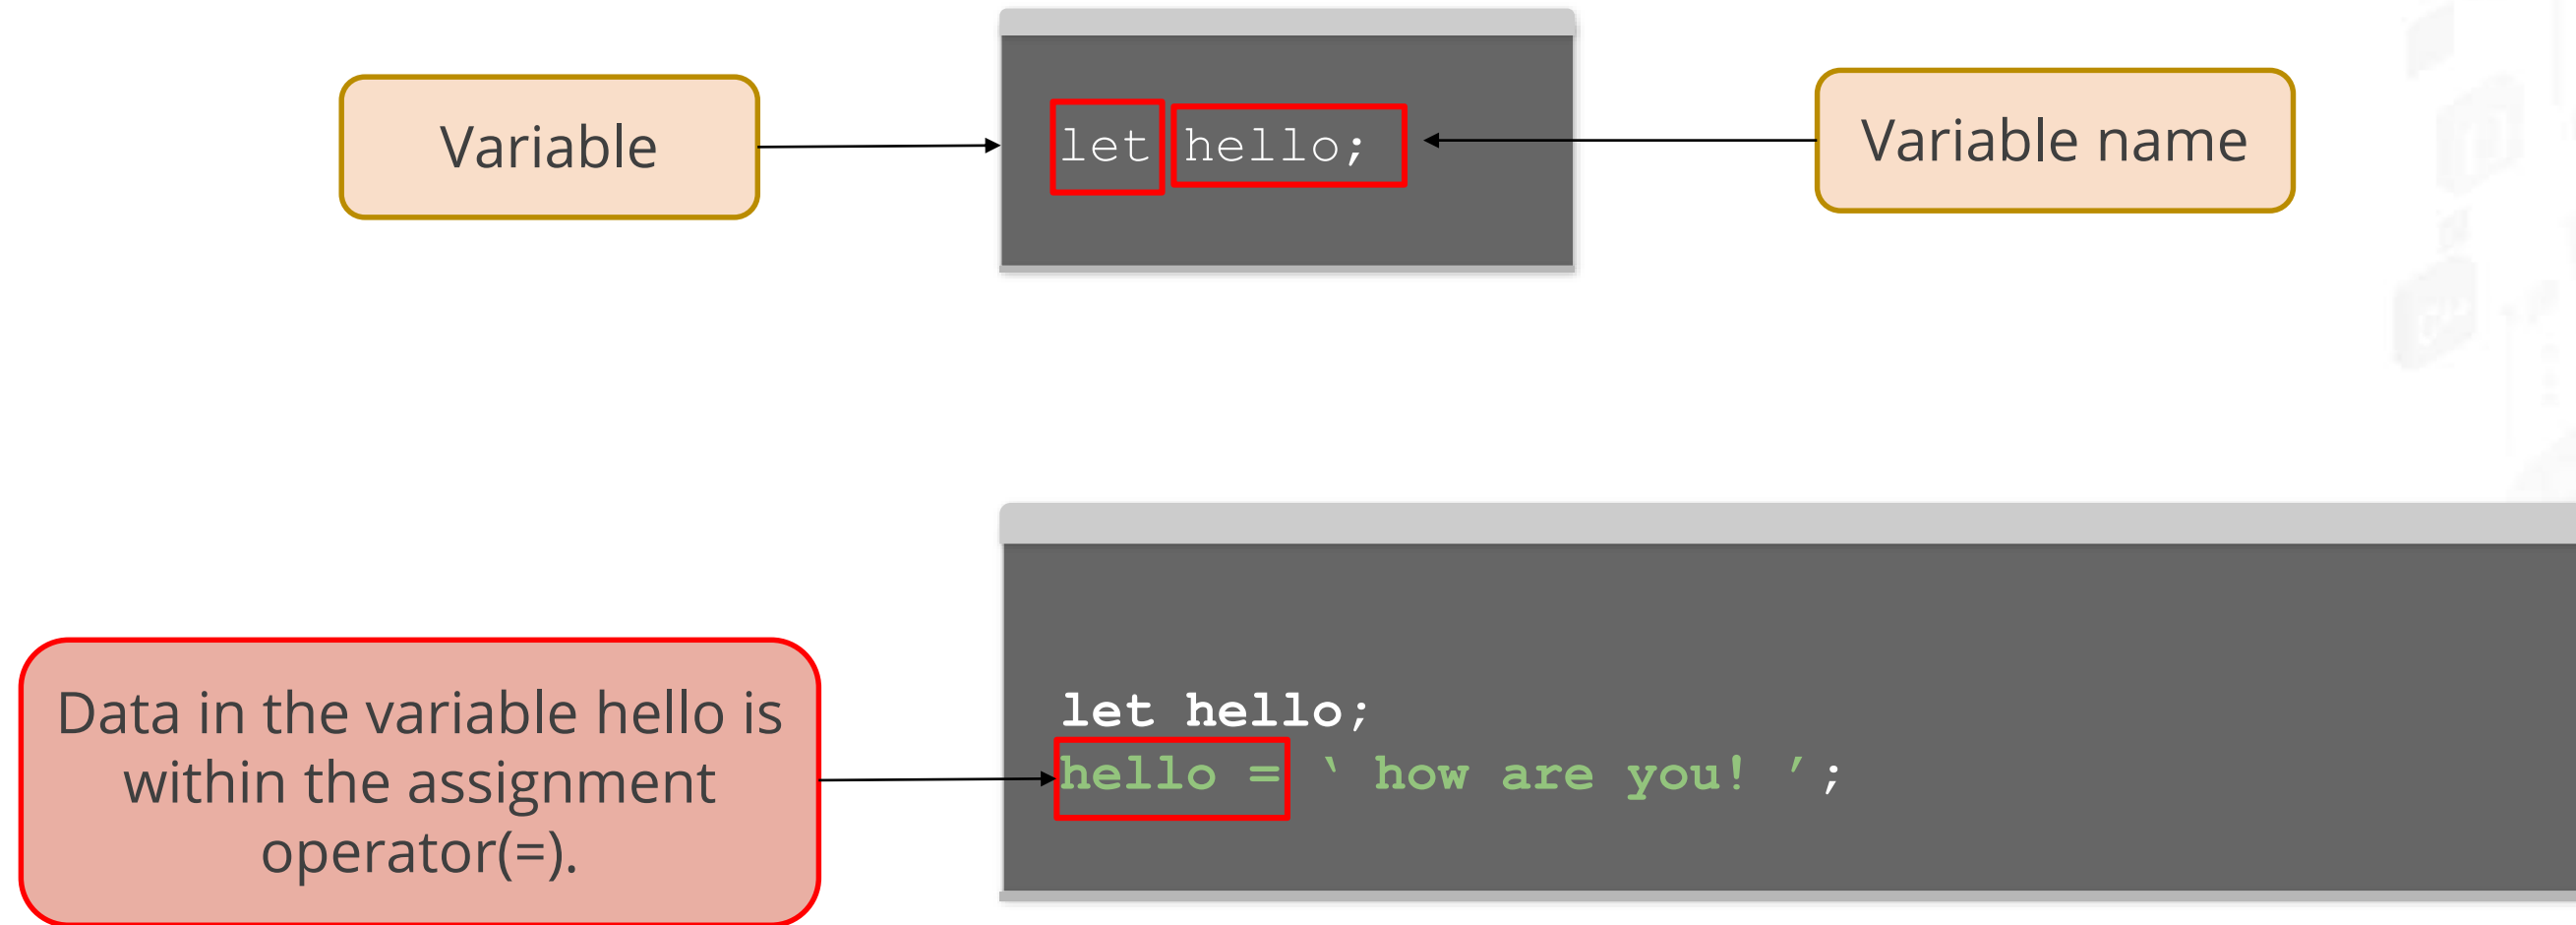 Variable
let hello;
Variable name
let hello;
hello = ‘ how are you! ’;
Data in the variable hello is
within the assignment
operator(=).